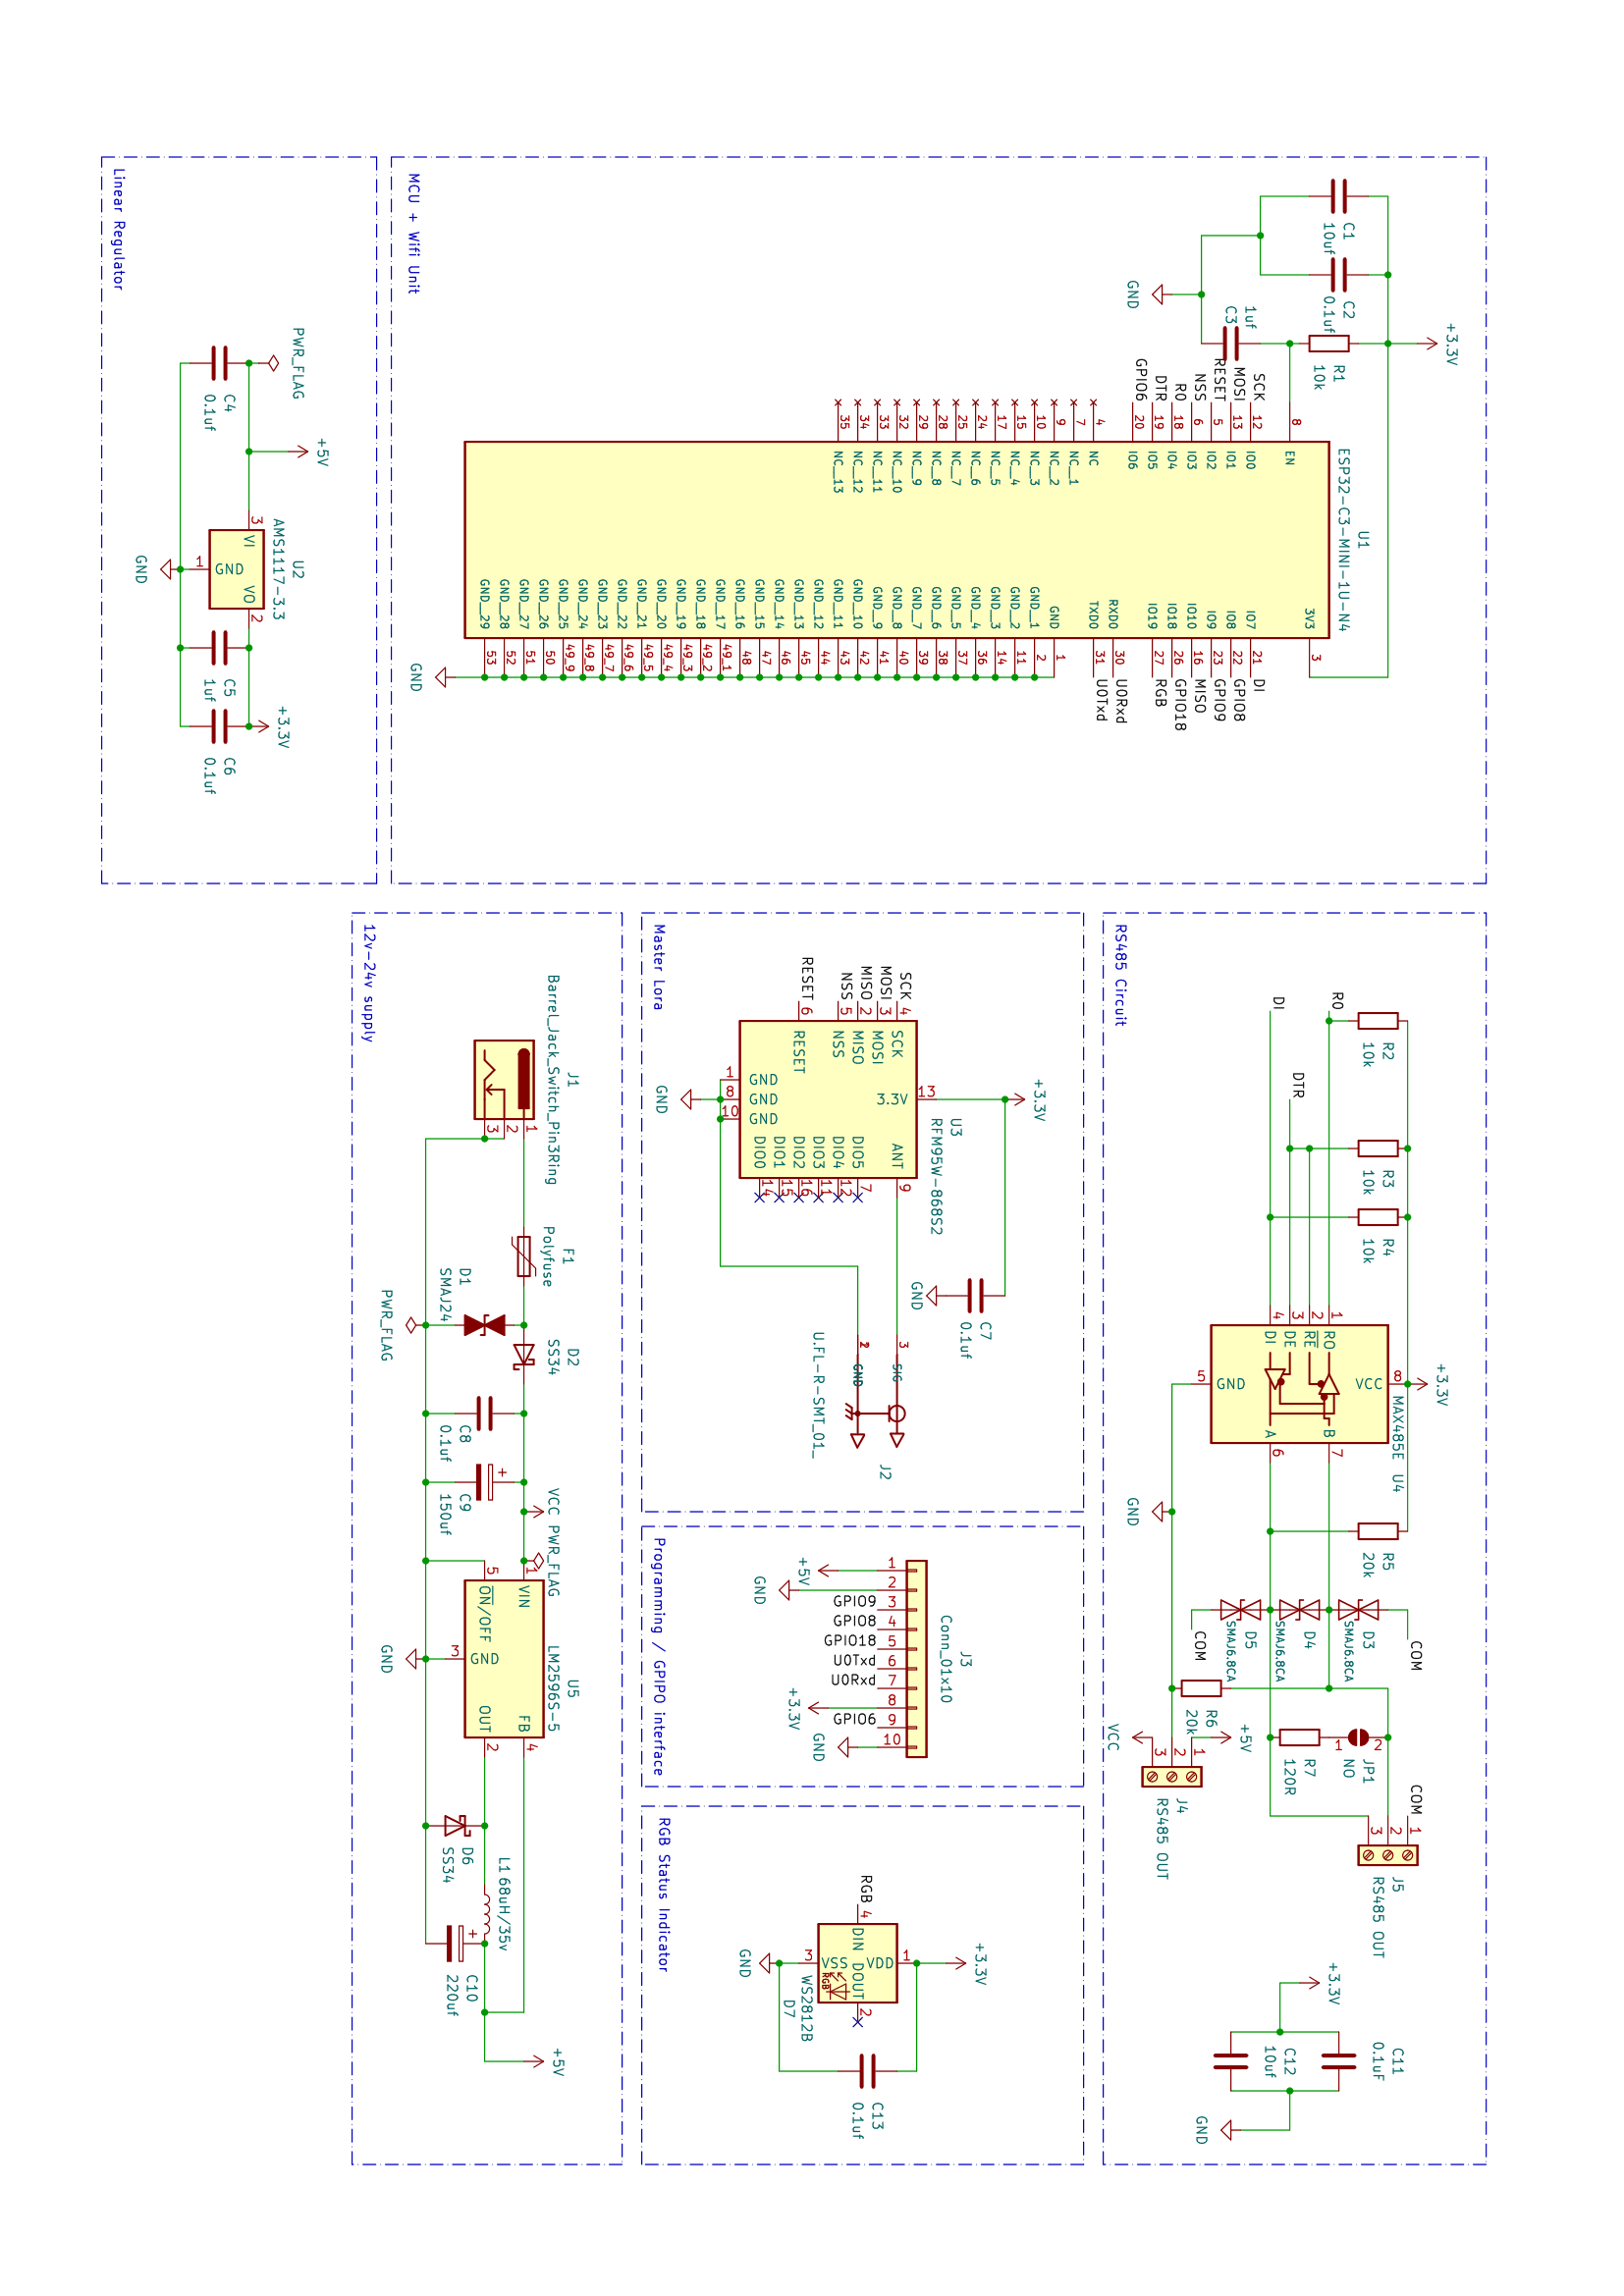 MCU + Wifi Unit
C1
10uf
C2
0.1uf
GND
1uf
C3
R1
10k
+3.3V
U1
ESP32-C3-MINI-1U-N4
SCK
MOSI
RESET
NSS
RO
DTR
GPIO6
8
12
13
5
6
18
19
20
4
7
9
10
15
17
24
25
28
29
32
33
34
35
EN
IO0
IO1
IO2
IO3
IO4
IO5
IO6
NC
NC_1
NC_2
NC_3
NC_4
NC_5
NC_6
NC_7
NC_8
NC_9
NC_10
NC_11
NC_12
NC_13
3V3
IO7
IO8
IO9
IO10
IO18
IO19
RXD0
TXD0
GND
GND_1
GND_2
GND_3
GND_4
GND_5
GND_6
GND_7
GND_8
GND_9
GND_10
GND_11
GND_12
GND_13
GND_14
GND_15
GND_16
GND_17
GND_18
GND_19
GND_20
GND_21
GND_22
GND_23
GND_24
GND_25
GND_26
GND_27
GND_28
GND_29
3
21
22
23
16
26
27
30
31
1
2
11
14
36
37
38
39
40
41
42
43
44
45
46
47
48
49_1
49_2
49_3
49_4
49_5
49_6
49_7
49_8
49_9
50
51
52
53
DI
GPIO8
GPIO9
MISO
GPIO18
RGB
U0Rxd
U0Txd
GND
Linear Regulator
PWR_FLAG
C4
0.1uf
+5V
U2
AMS1117-3.3
3
VI
1
GND
VO
2
GND
C5
1uf
+3.3V
C6
0.1uf
RS485 Circuit
RO
DI
DTR
R2
10k
R3
10k
R4
10k
+3.3V
MAX485E
U4
1
2
3
4
RO
RE
DE
DI
VCC
8
GND
5
B
A
7
6
GND
R5
20k
D3
SMAJ6.8CA
D4
SMAJ6.8CA
D5
SMAJ6.8CA
COM
COM
R6
20k
+5V
VCC
1
2
3
J4
RS485 OUT
JP1
NO
1
2
R7
120R
COM
1
2
3
J5
RS485 OUT
+3.3V
C11
0.1uF
C12
10uf
GND
Master Lora
SCK
MOSI
MISO
NSS
RESET
4
3
2
5
6
SCK
MOSI
MISO
NSS
RESET
1
8
10
GND
GND
GND
GND
3.3V
13
+3.3V
U3
RFM95W-868S2
ANT
DIO5
DIO4
DIO3
DIO2
DIO1
DIO0
9
7
12
11
16
15
14
C7
0.1uf
GND
3
SIG
GND
U.FL-R-SMT_01_
J2
Programming / GPIPO interface
1
2
3
4
5
6
7
8
9
10
+5V
GND
GPIO9
GPIO8
GPIO18
U0Txd
U0Rxd
+3.3V
GPIO6
GND
J3
Conn_01x10
RGB Status Indicator
RGB
4
DIN
VDD
1
VSS
3
DOUT
2
RGB
WS2812B
D7
+3.3V
GND
C13
0.1uf
12v-24v supply
J1
Barrel_Jack_Switch_Pin3Ring
1
2
3
F1
Polyfuse
D1
SMAJ24
PWR_FLAG
D2
SS34
C8
0.1uf
C9
150uf
VCC
PWR_FLAG
1
5
VIN
ON/OFF
3
GND
GND
U5
LM2596S-5
FB
OUT
4
2
D6
SS34
L1
68uH/35v
C10
220uf
+5V